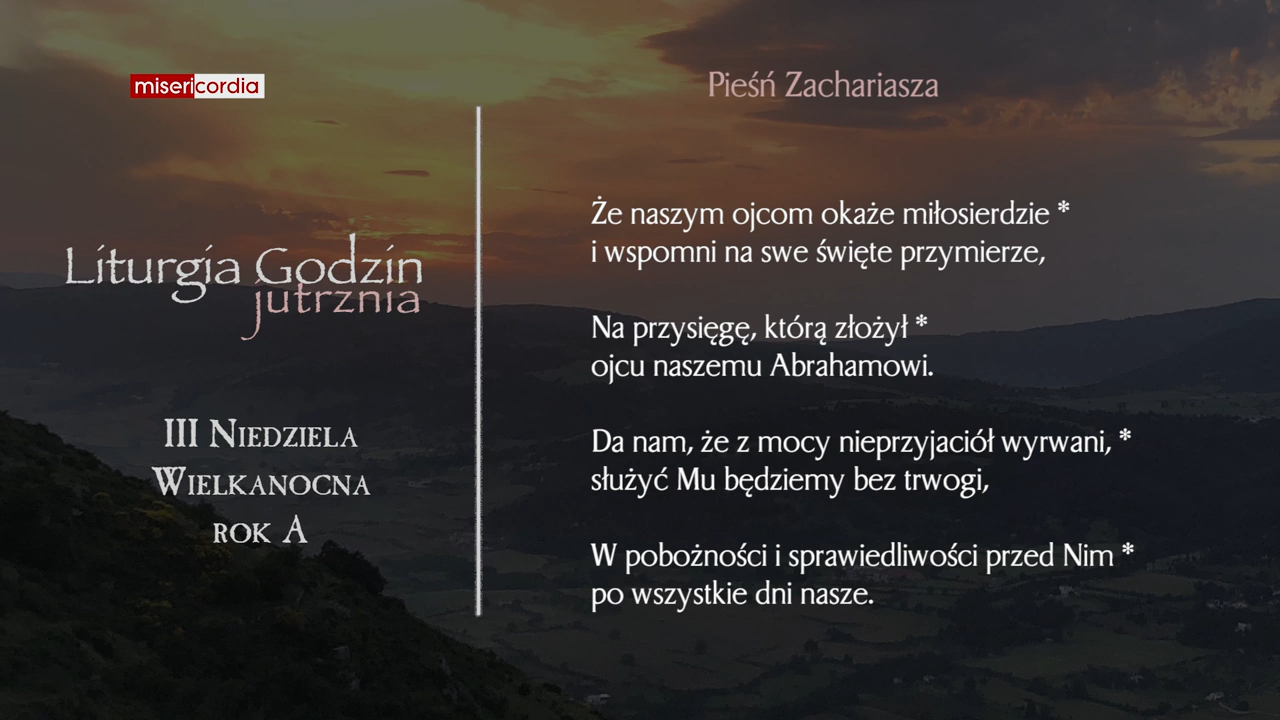 misericordia
Liturgia Godzin
jutrznia
III Niedziela
Wielkanocna
rok A
Pieśń Zachariasza
Że naszym ojcom okaże miłosierdzie *
i wspomni na swe święte przymierze,
Na przysięgę, którą złożył *
ojcu naszemu Abrahamowi.
Da nam, że z mocy nieprzyjaciół wyrwani, *
służyć Mu będziemy bez trwogi,
W pobożności i sprawiedliwości przed Nim *
po wszystkie dni nasze.